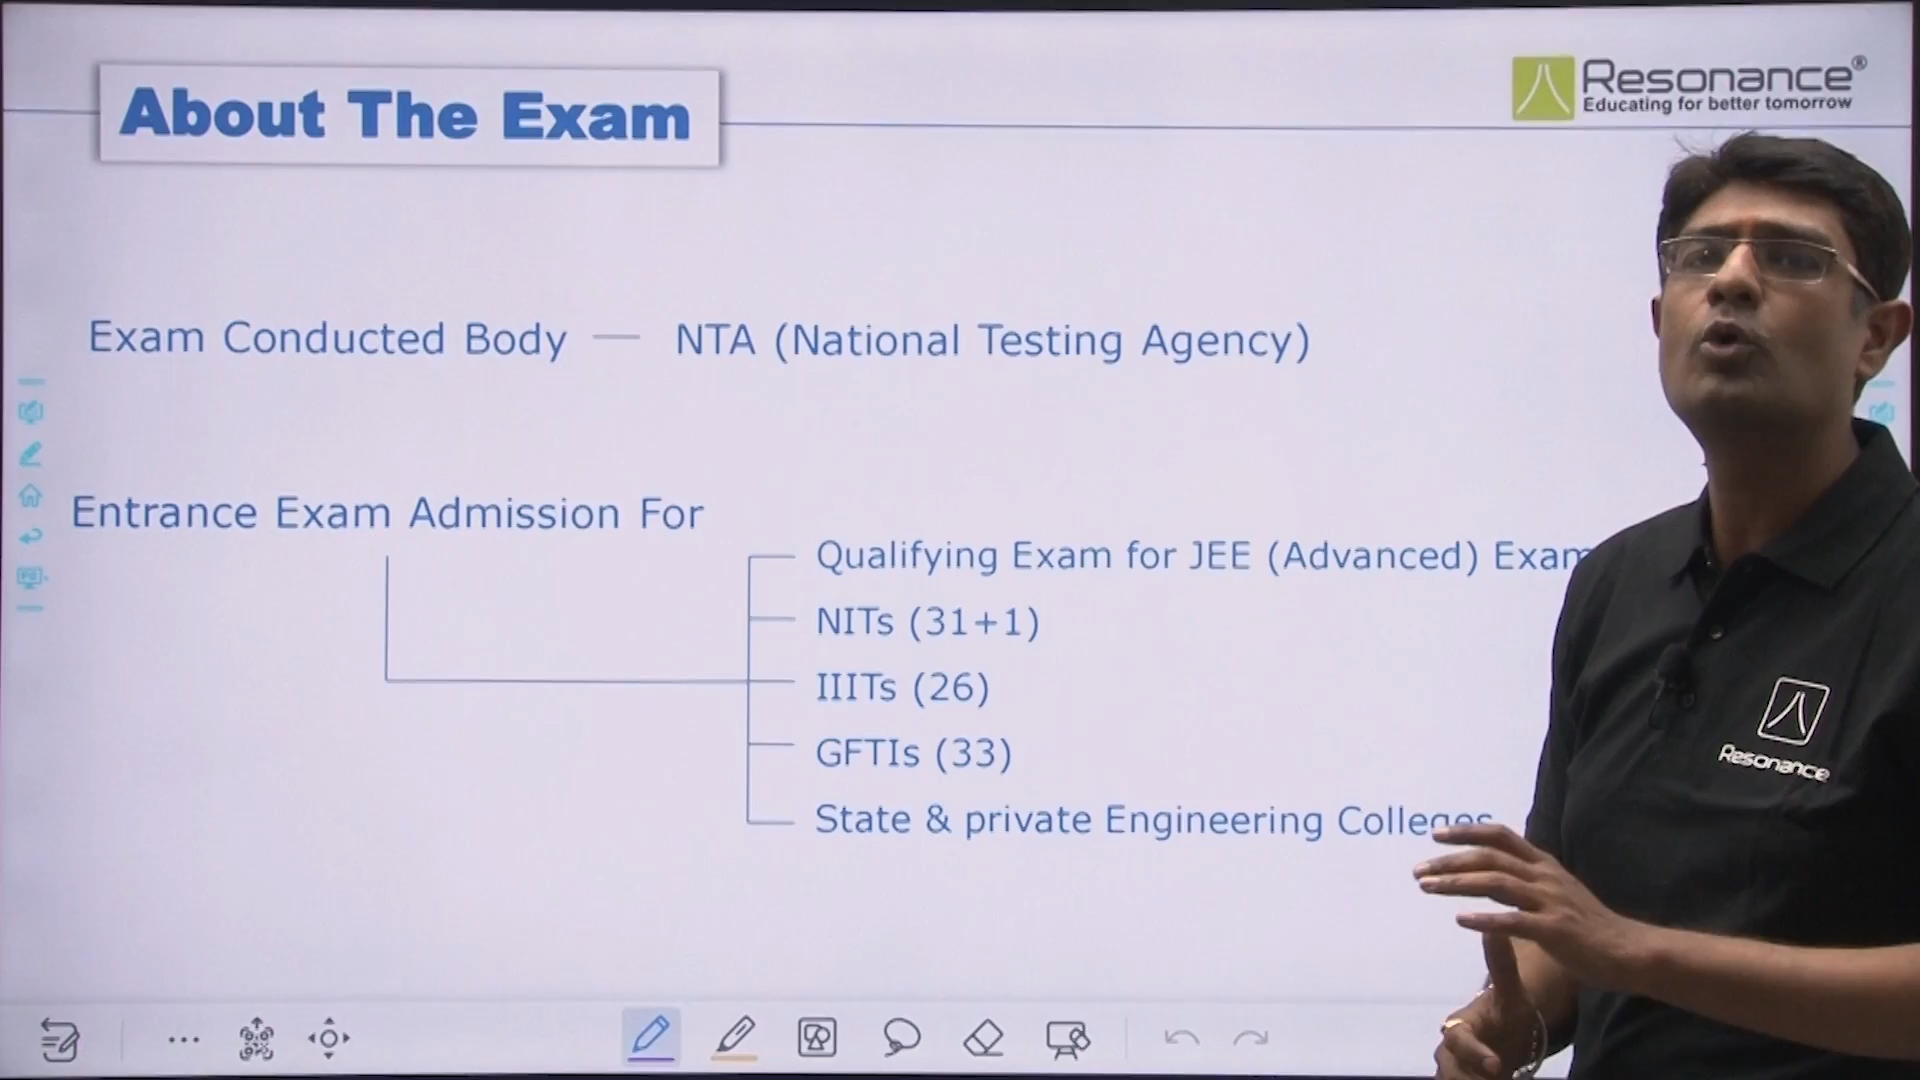 About The Exam
Resonance®
Educating for better tomorrow
Exam Conducted Body — NTA (National Testing Agency)
Entrance Exam Admission For
Qualifying Exam for JEE (Advanced) Exam
NITs (31+1)
IIITs (26)
GFTIs (33)
State & private Engineering Colleges
Resonance